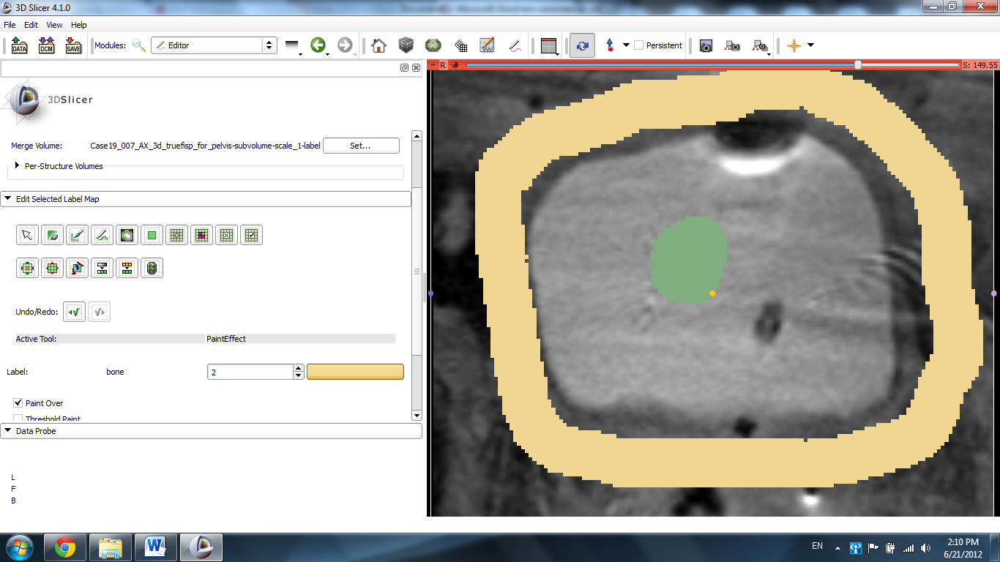 3D Slicer 4.1.0
File Edit View Help
DATA DCM SAVE Modules: Editor Persistent
R S: 149.55
3DSlicer
Merge Volume: Case19_007_AX_3d_truefisp_for_pelvis-subvolume-scale_1-label Set...
Per-Structure Volumes
Edit Selected Label Map
Undo/Redo:
Active Tool: PaintEffect
Label: bone 2
Paint Over
Threshold Paint
Data Probe
L
F
B
EN 2:10 PM
6/21/2012